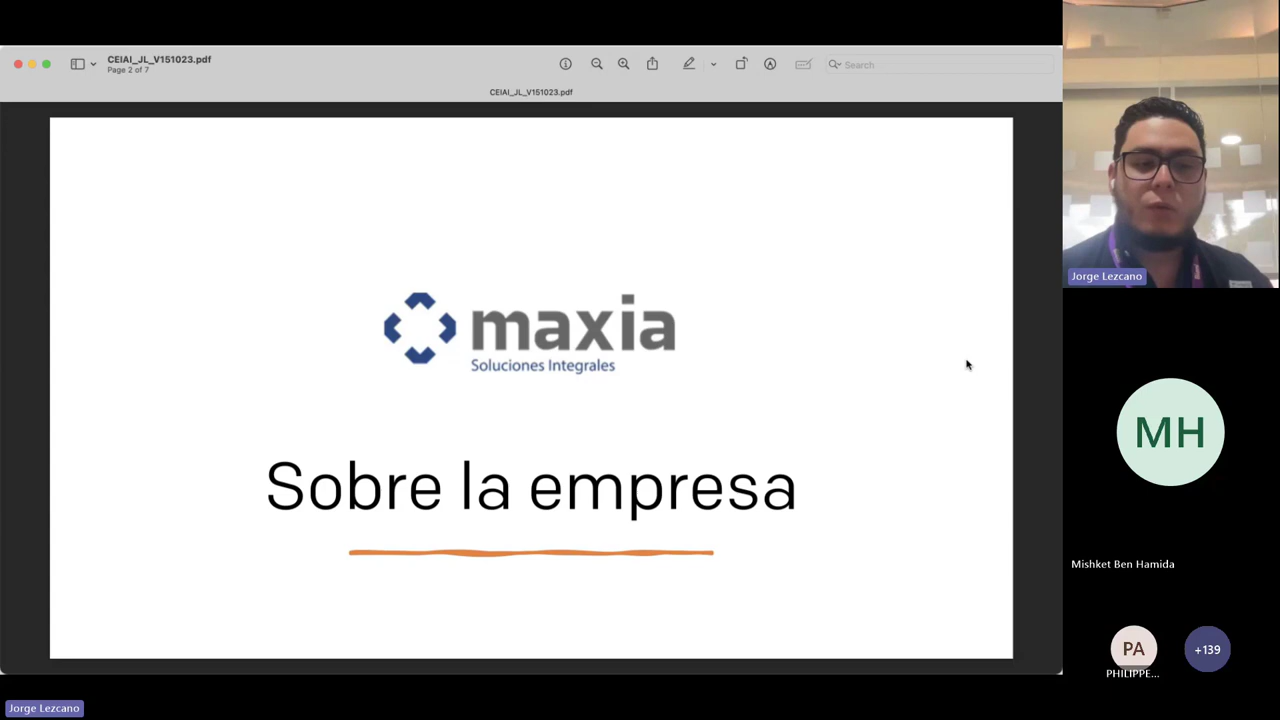 CEIAI_JL_V151023.pdf
Page 2 of 7
Search
CEIAI_JL_V151023.pdf
maxia
Soluciones Integrales
Sobre la empresa
Jorge Lezcano
MH
Mishket Ben Hamida
PA
+139
PHILIPPE...
Jorge Lezcano